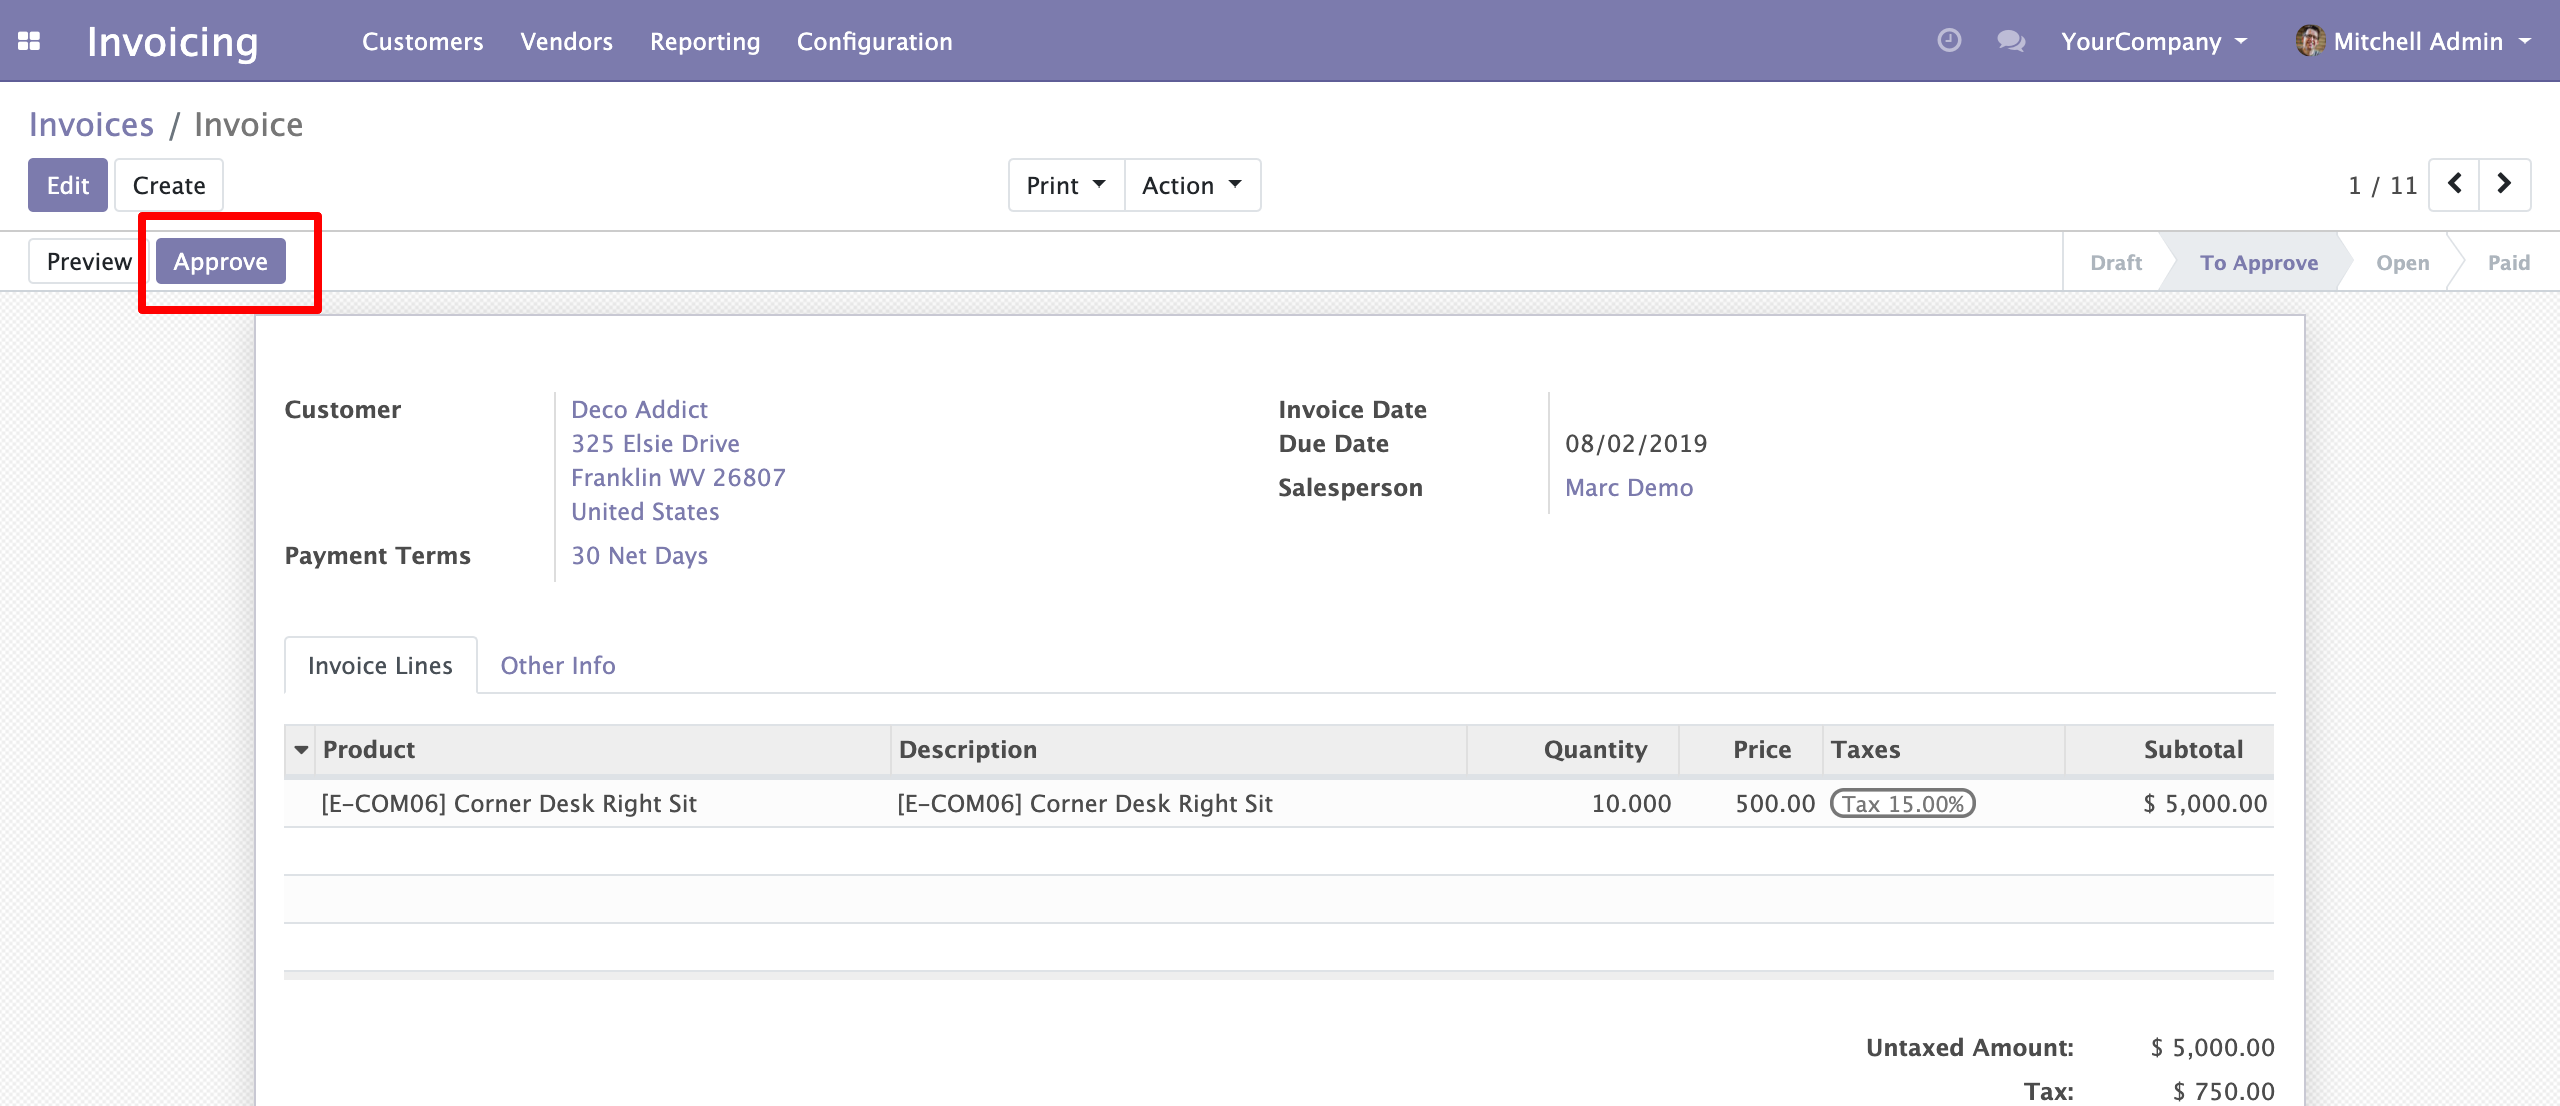 Invoicing Customers Vendors Reporting Configuration YourCompany Mitchell Admin
Invoices / Invoice
Edit Create Print Action 1 / 11
Preview Approve Draft To Approve Open Paid
Customer Deco Addict Invoice Date
325 Elsie Drive Due Date 08/02/2019
Franklin WV 26807 Salesperson Marc Demo
United States
Payment Terms 30 Net Days
Invoice Lines Other Info
Product Description Quantity Price Taxes Subtotal
[E-COM06] Corner Desk Right Sit [E-COM06] Corner Desk Right Sit 10.000 500.00 Tax 15.00% $ 5,000.00
Untaxed Amount: $ 5,000.00
Tax: $ 750.00